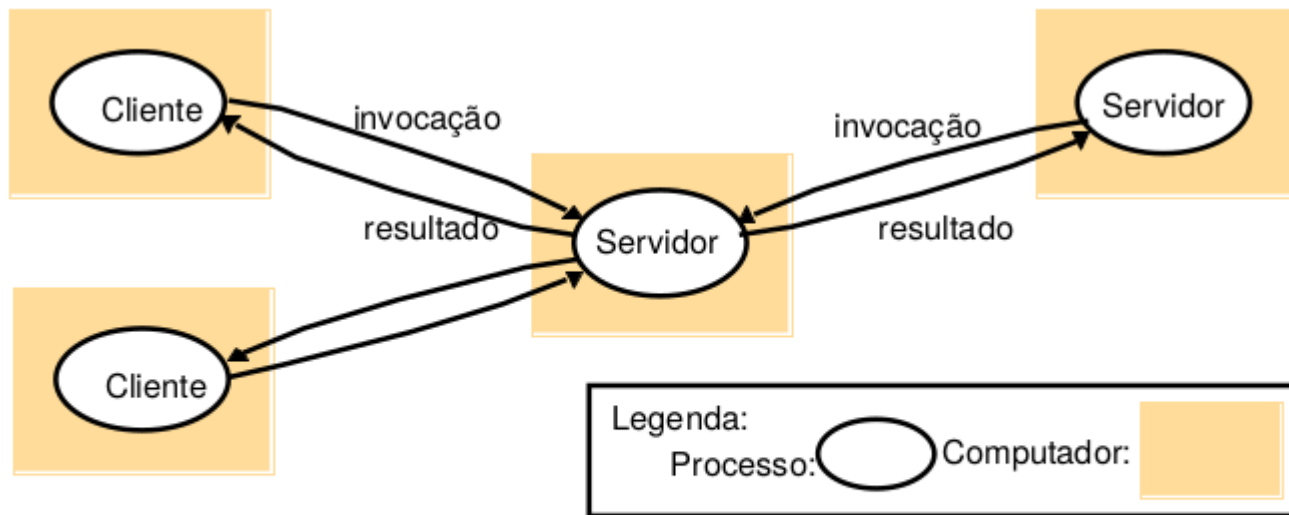 Cliente
invocação
resultado
Servidor
invocação
resultado
Servidor
Cliente
Legenda:
Processo:
Computador: